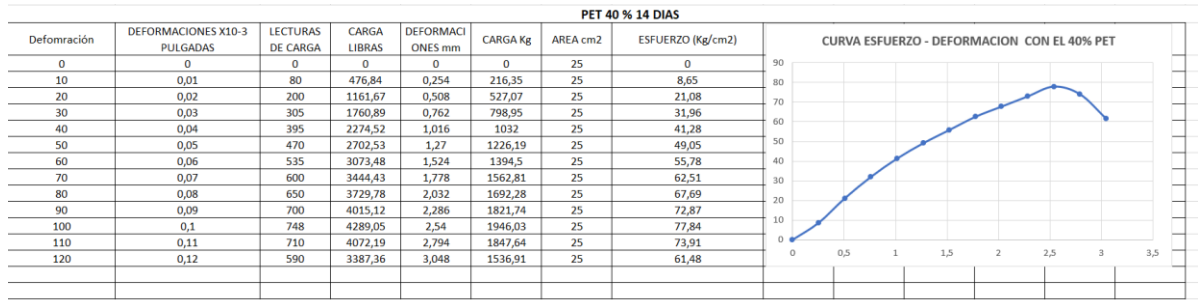 PET 40 % 14 DIAS
Defomración DEFORMACIONES X10-3 PULGADAS LECTURAS DE CARGA CARGA LIBRAS DEFORMACI ONES mm CARGA Kg AREA cm2 ESFUERZO (Kg/cm2)
0 0 0 0 0 0 25 0
10 0,01 80 476,84 0,254 216,35 25 8,65
20 0,02 200 1161,67 0,508 527,07 25 21,08
30 0,03 305 1760,89 0,762 798,95 25 31,96
40 0,04 395 2274,52 1,016 1032 25 41,28
50 0,05 470 2702,53 1,27 1226,19 25 49,05
60 0,06 535 3073,48 1,524 1394,5 25 55,78
70 0,07 600 3444,43 1,778 1562,81 25 62,51
80 0,08 650 3729,78 2,032 1692,28 25 67,69
90 0,09 700 4015,12 2,286 1821,74 25 72,87
100 0,1 748 4289,05 2,54 1946,03 25 77,84
110 0,11 710 4072,19 2,794 1847,64 25 73,91
120 0,12 590 3387,36 3,048 1536,91 25 61,48
CURVA ESFUERZO - DEFORMACION CON EL 40% PET
90
80
70
60
50
40
30
20
10
0
0 0,5 1 1,5 2 2,5 3 3,5